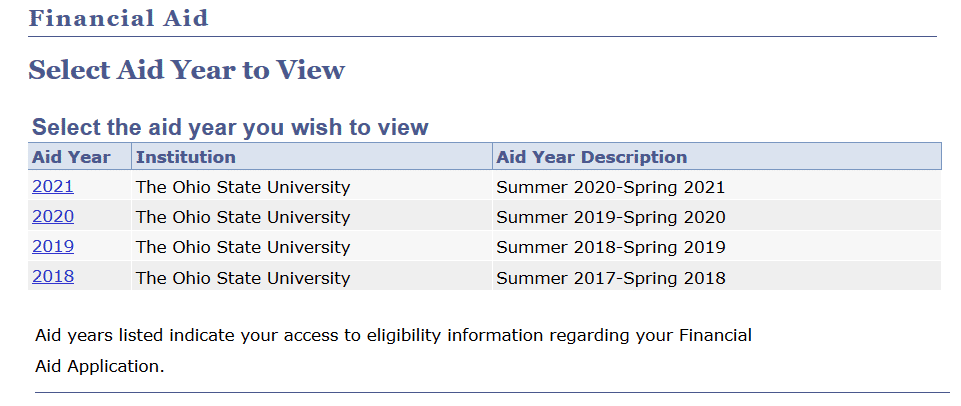 Financial Aid
Select Aid Year to View
Select the aid year you wish to view
Aid Year Institution Aid Year Description
2021 The Ohio State University Summer 2020-Spring 2021
2020 The Ohio State University Summer 2019-Spring 2020
2019 The Ohio State University Summer 2018-Spring 2019
2018 The Ohio State University Summer 2017-Spring 2018
Aid years listed indicate your access to eligibility information regarding your Financial
Aid Application.